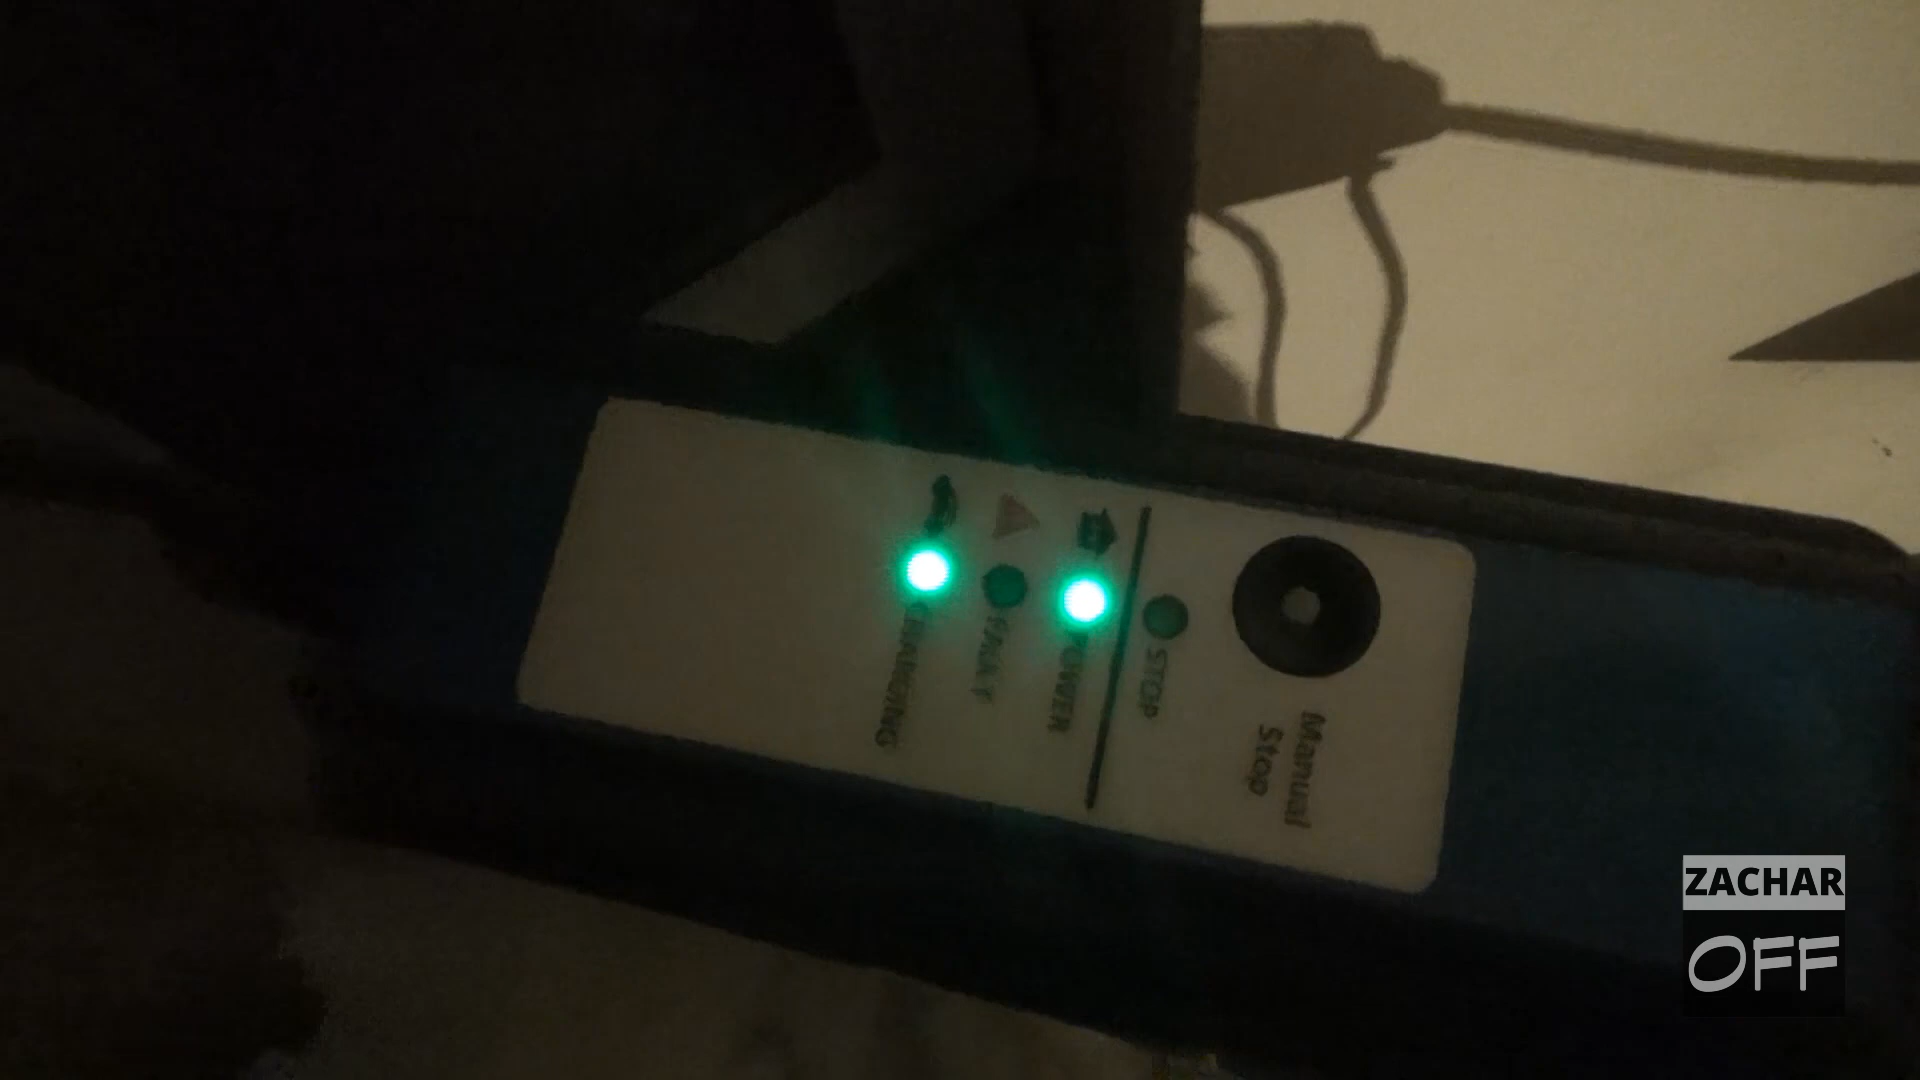 CHARGING
FAULT
POWER
STOP
Manual
Stop
ZACHAR
OFF